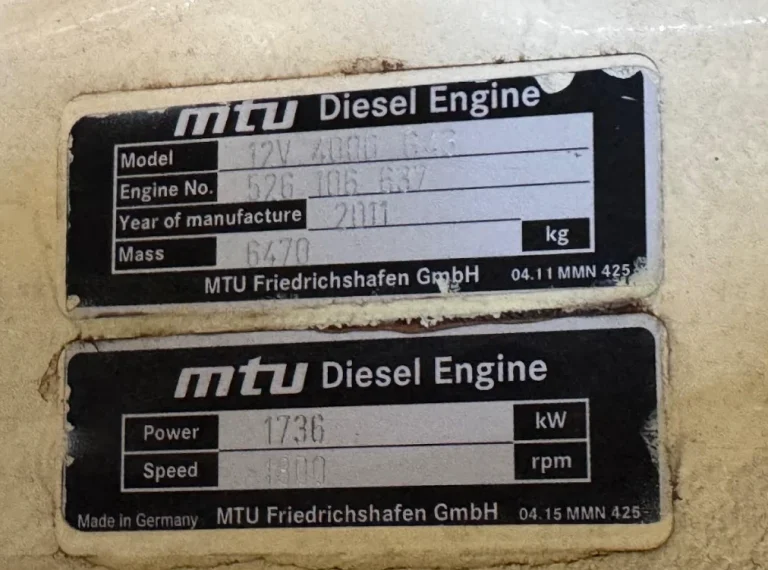 mtu Diesel Engine
Model 12V 4000 G43
Engine No. 526 106 637
Year of manufacture 2011
Mass 6470 kg
MTU Friedrichshafen GmbH 04.11 MMN 425
mtu Diesel Engine
Power 1736 kW
Speed 1800 rpm
Made in Germany MTU Friedrichshafen GmbH 04.15 MMN 425